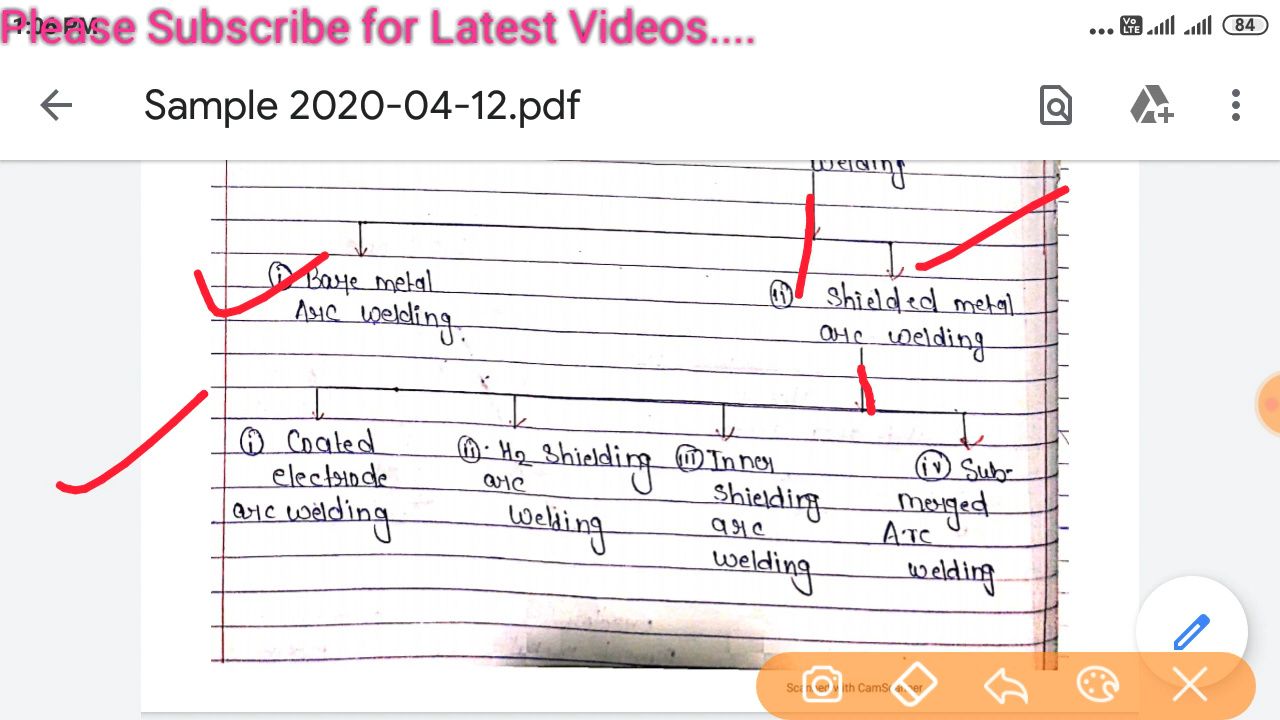 Please Subscribe for Latest Videos....
84
Sample 2020-04-12.pdf
welding
(i) Bare metal
Arc welding.
(ii) Shielded metal
arc welding
(i) Coated
electrode
arc welding
(ii). H2 Shielding
arc
Welding
(iii) Inner
Shielding
arc
welding
(iv) Sub-
merged
Arc
welding
Scanned with CamScanner